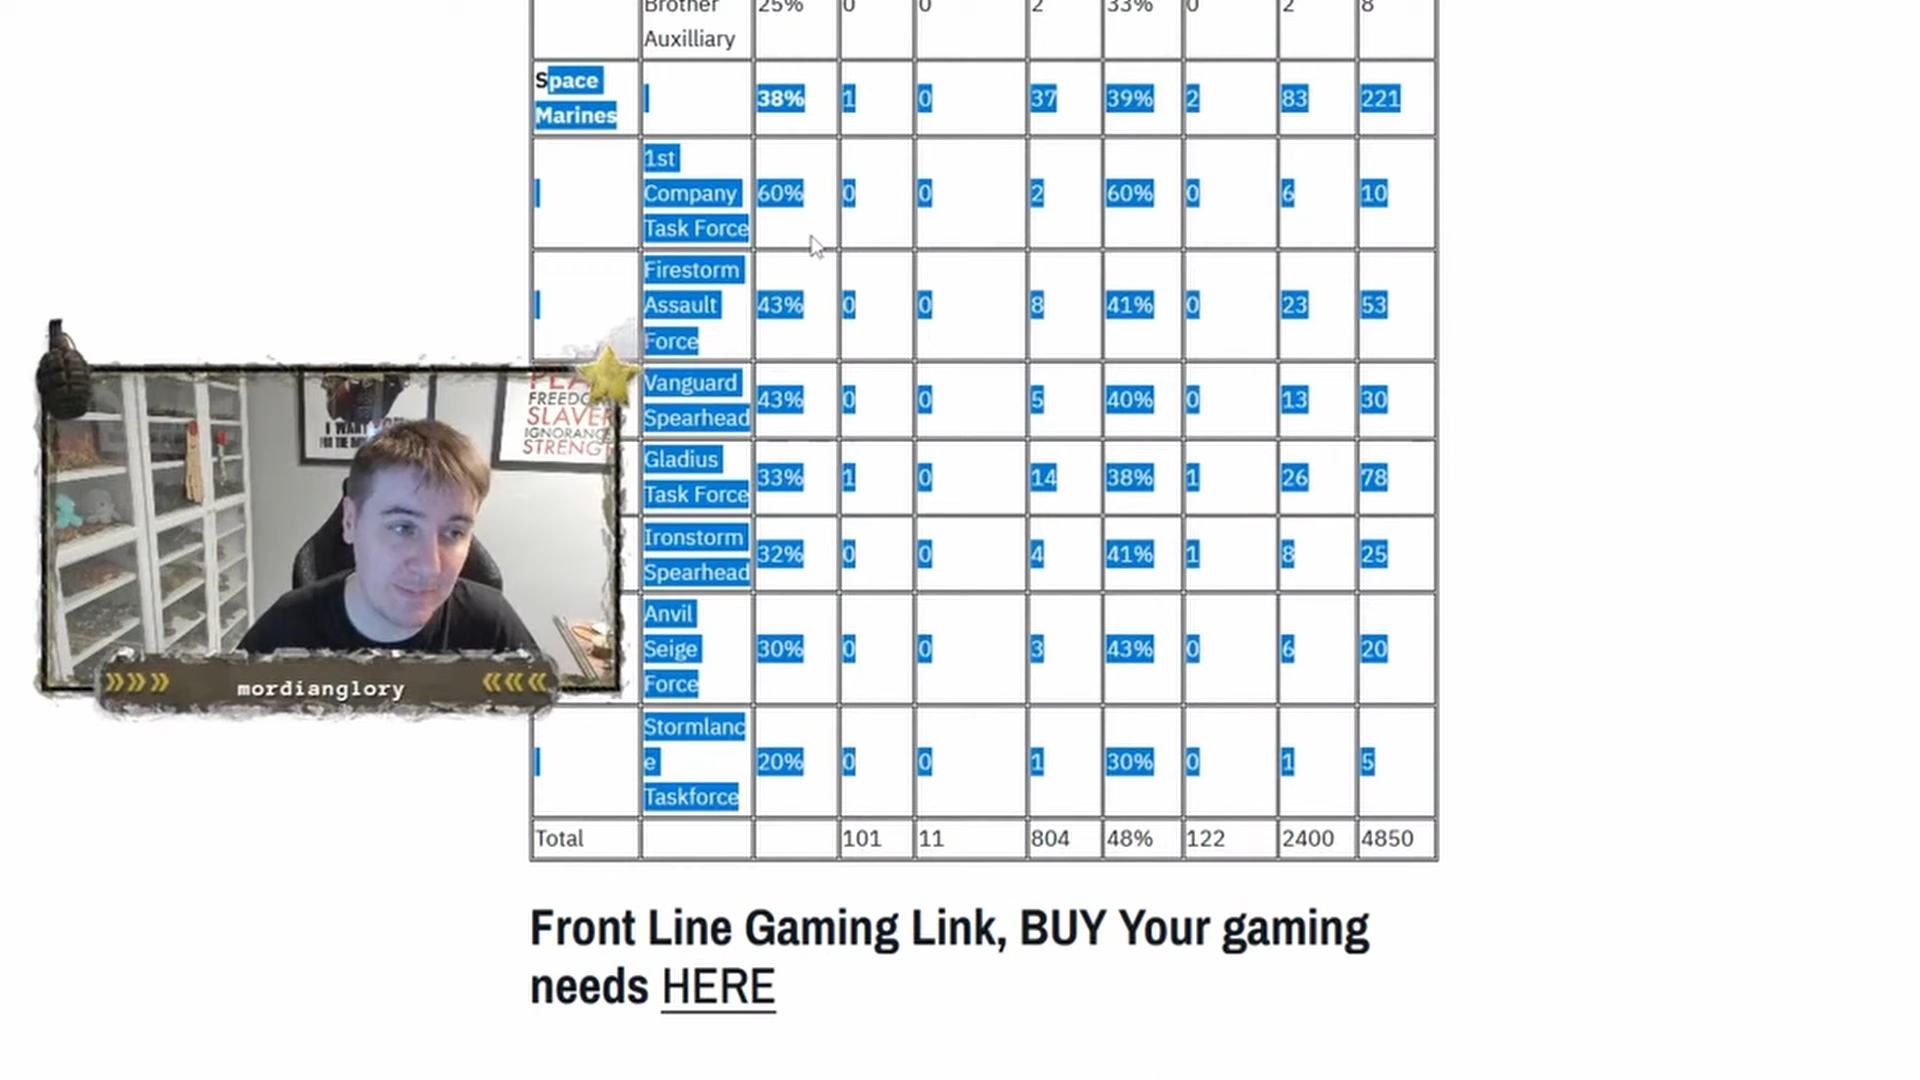 Brother 25% 0 0 2 33% 0 2 8
Auxilliary
Space
Marines 38% 1 0 37 39% 2 83 221
1st
Company 60% 0 0 2 60% 0 6 10
Task Force
Firestorm
Assault 43% 0 0 8 41% 0 23 53
Force
Vanguard
Spearhead 43% 0 0 5 40% 0 13 30
Gladius
Task Force 33% 1 0 14 38% 1 26 78
Ironstorm
Spearhead 32% 0 0 4 41% 1 8 25
Anvil
Seige 30% 0 0 3 43% 0 6 20
Force
Stormlanc
e 20% 0 0 1 30% 0 1 5
Taskforce
Total 101 11 804 48% 122 2400 4850
Front Line Gaming Link, BUY Your gaming
needs HERE
I WANT
FOR THE
FREEDO
SLAVER
IGNORANCE
STRENGT
mordianglory